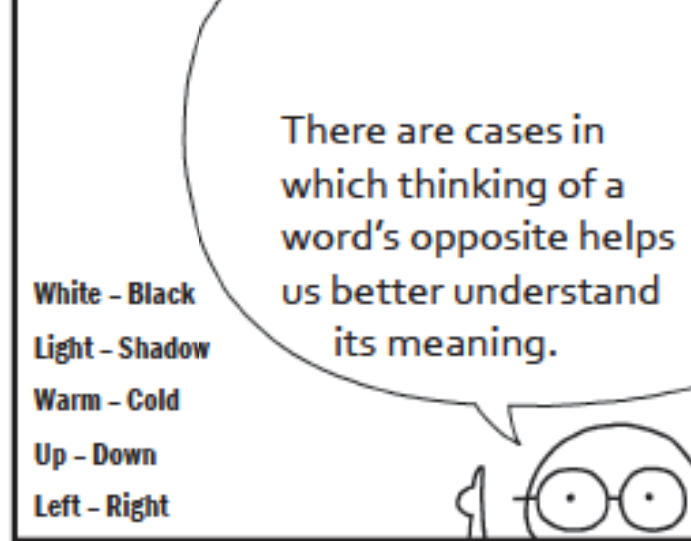 There are cases in
which thinking of a
word's opposite helps
us better understand
its meaning.
White – Black
Light – Shadow
Warm – Cold
Up – Down
Left – Right